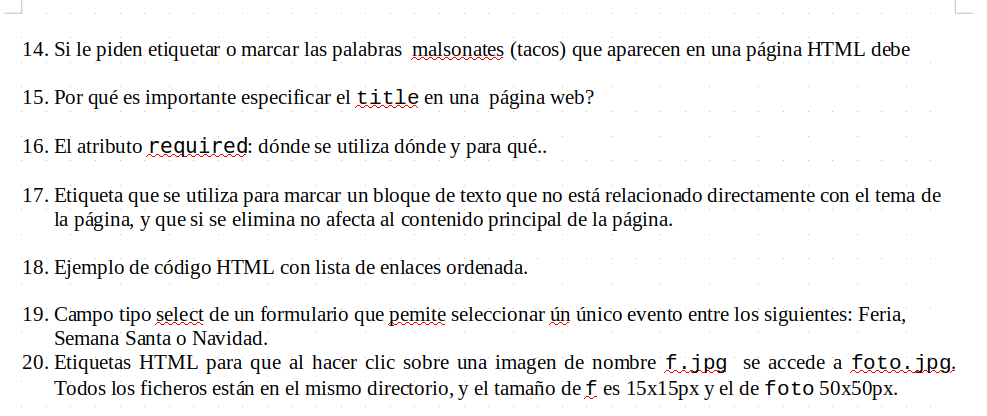 14. Si le piden etiquetar o marcar las palabras malsonates (tacos) que aparecen en una página HTML debe
15. Por qué es importante especificar el title en una página web?
16. El atributo required: dónde se utiliza dónde y para qué..
17. Etiqueta que se utiliza para marcar un bloque de texto que no está relacionado directamente con el tema de
la página, y que si se elimina no afecta al contenido principal de la página.
18. Ejemplo de código HTML con lista de enlaces ordenada.
19. Campo tipo select de un formulario que pemite seleccionar ún único evento entre los siguientes: Feria,
Semana Santa o Navidad.
20. Etiquetas HTML para que al hacer clic sobre una imagen de nombre f.jpg se accede a foto.jpg.
Todos los ficheros están en el mismo directorio, y el tamaño de f es 15x15px y el de foto 50x50px.